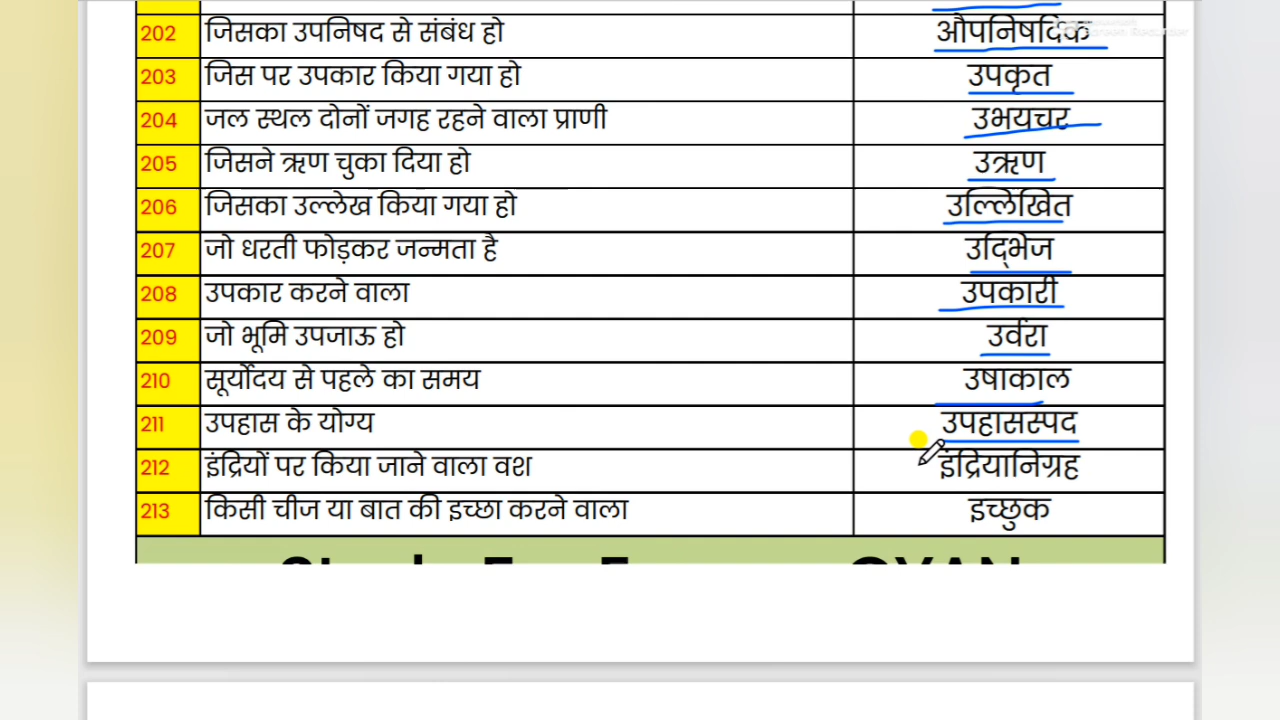 202 जिसका उपनिषद से संबंध हो औपनिषदिक
203 जिस पर उपकार किया गया हो उपकृत
204 जल स्थल दोनों जगह रहने वाला प्राणी उभयचर
205 जिसने ऋण चुका दिया हो उऋण
206 जिसका उल्लेख किया गया हो उल्लिेखित
207 जो धरती फोड़कर जन्मता है उद्भिेज
208 उपकार करने वाला उपकारी
209 जो भूमि उपजाऊ हो उर्वरा
210 सूर्योदय से पहले का समय उषाकाल
211 उपहास के योग्य उपहासस्पद
212 इंद्रियों पर किया जाने वाला वश इंद्रियानिग्रह
213 किसी चीज या बात की इच्छा करने वाला इच्छुक